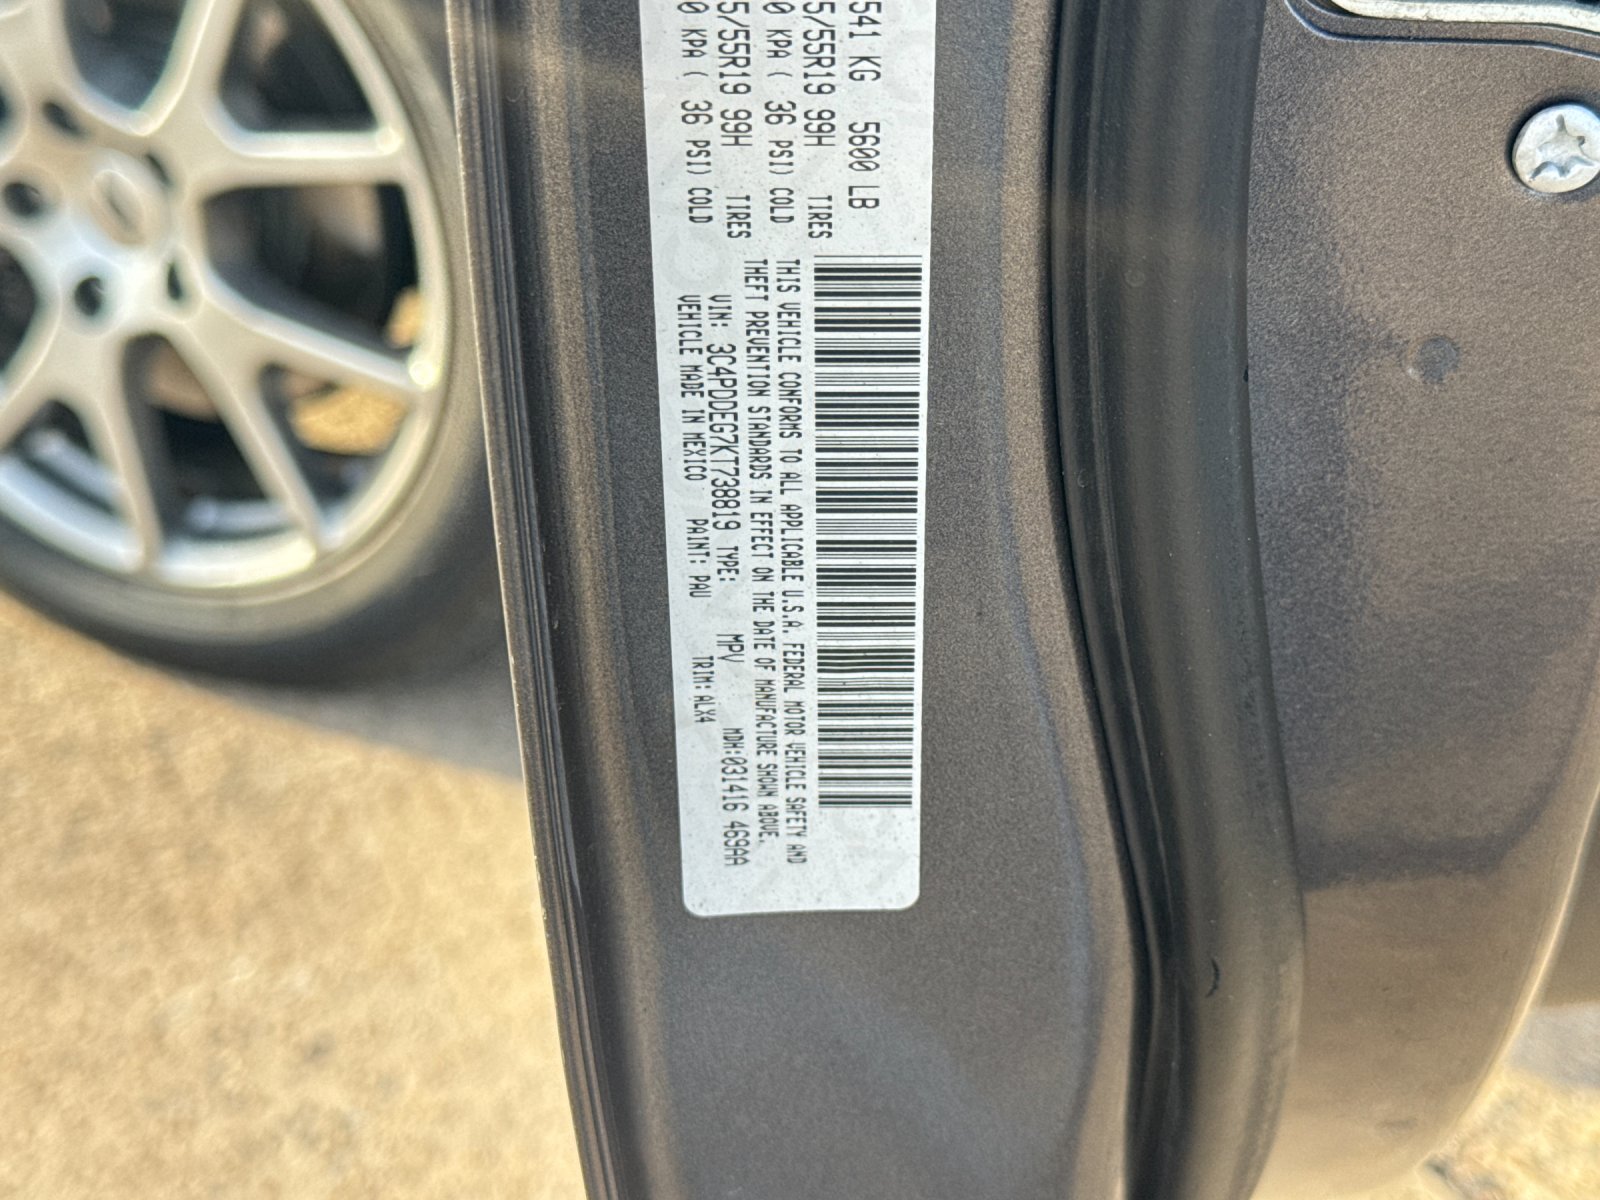 541 KG 5600 LB
5/55R19 99H TIRES
0 KPA ( 36 PSI) COLD
5/55R19 99H TIRES
0 KPA ( 36 PSI) COLD
THIS VEHICLE CONFORMS TO ALL APPLICABLE U.S.A. FEDERAL MOTOR VEHICLE SAFETY AND
THEFT PREVENTION STANDARDS IN EFFECT ON THE DATE OF MANUFACTURE SHOWN ABOVE.
VIN: 3C4PDDEG7KT738819 TYPE: MPV MDH:031416 469AA
VEHICLE MADE IN MEXICO PAINT: PAU TRIM: ALX4